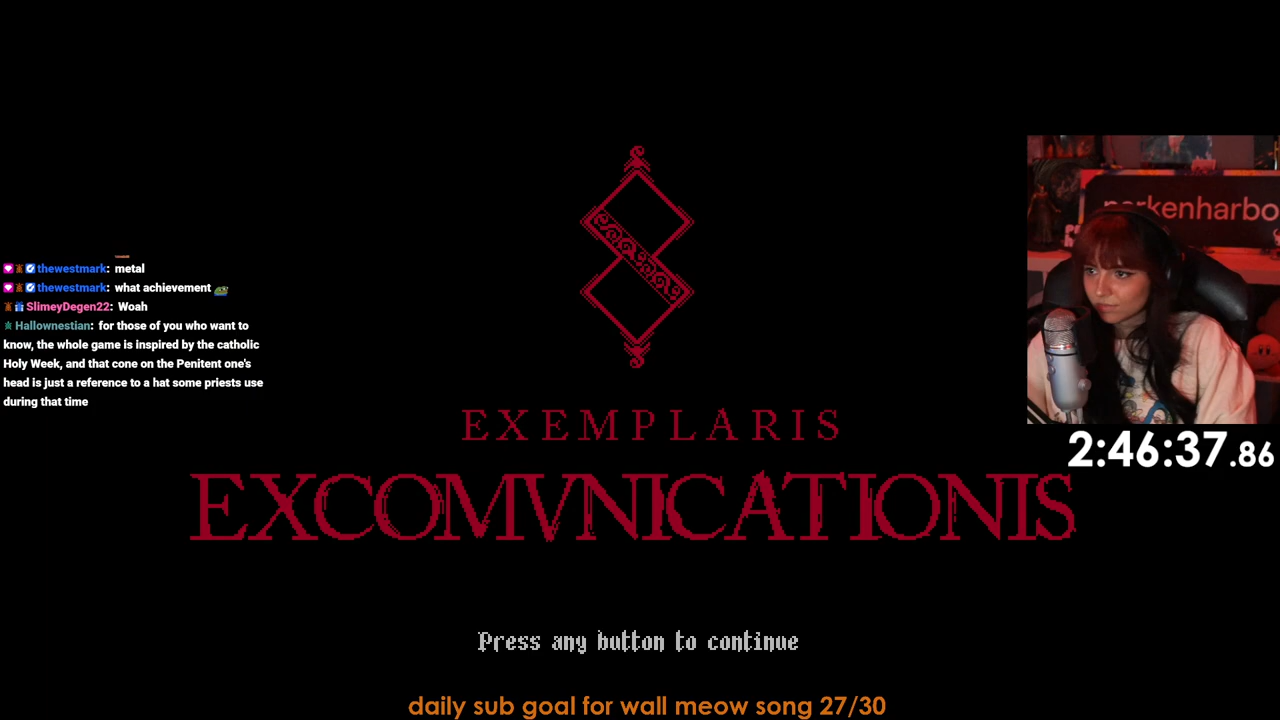 thewestmark: metal
thewestmark: what achievement
SlimeyDegen22: Woah
Hallownestian: for those of you who want to
know, the whole game is inspired by the catholic
Holy Week, and that cone on the Penitent one's
head is just a reference to a hat some priests use
during that time
EXEMPLARIS
EXCOMVNICATIONIS
Press any button to continue
parkenharbo
2:46:37.86
daily sub goal for wall meow song 27/30